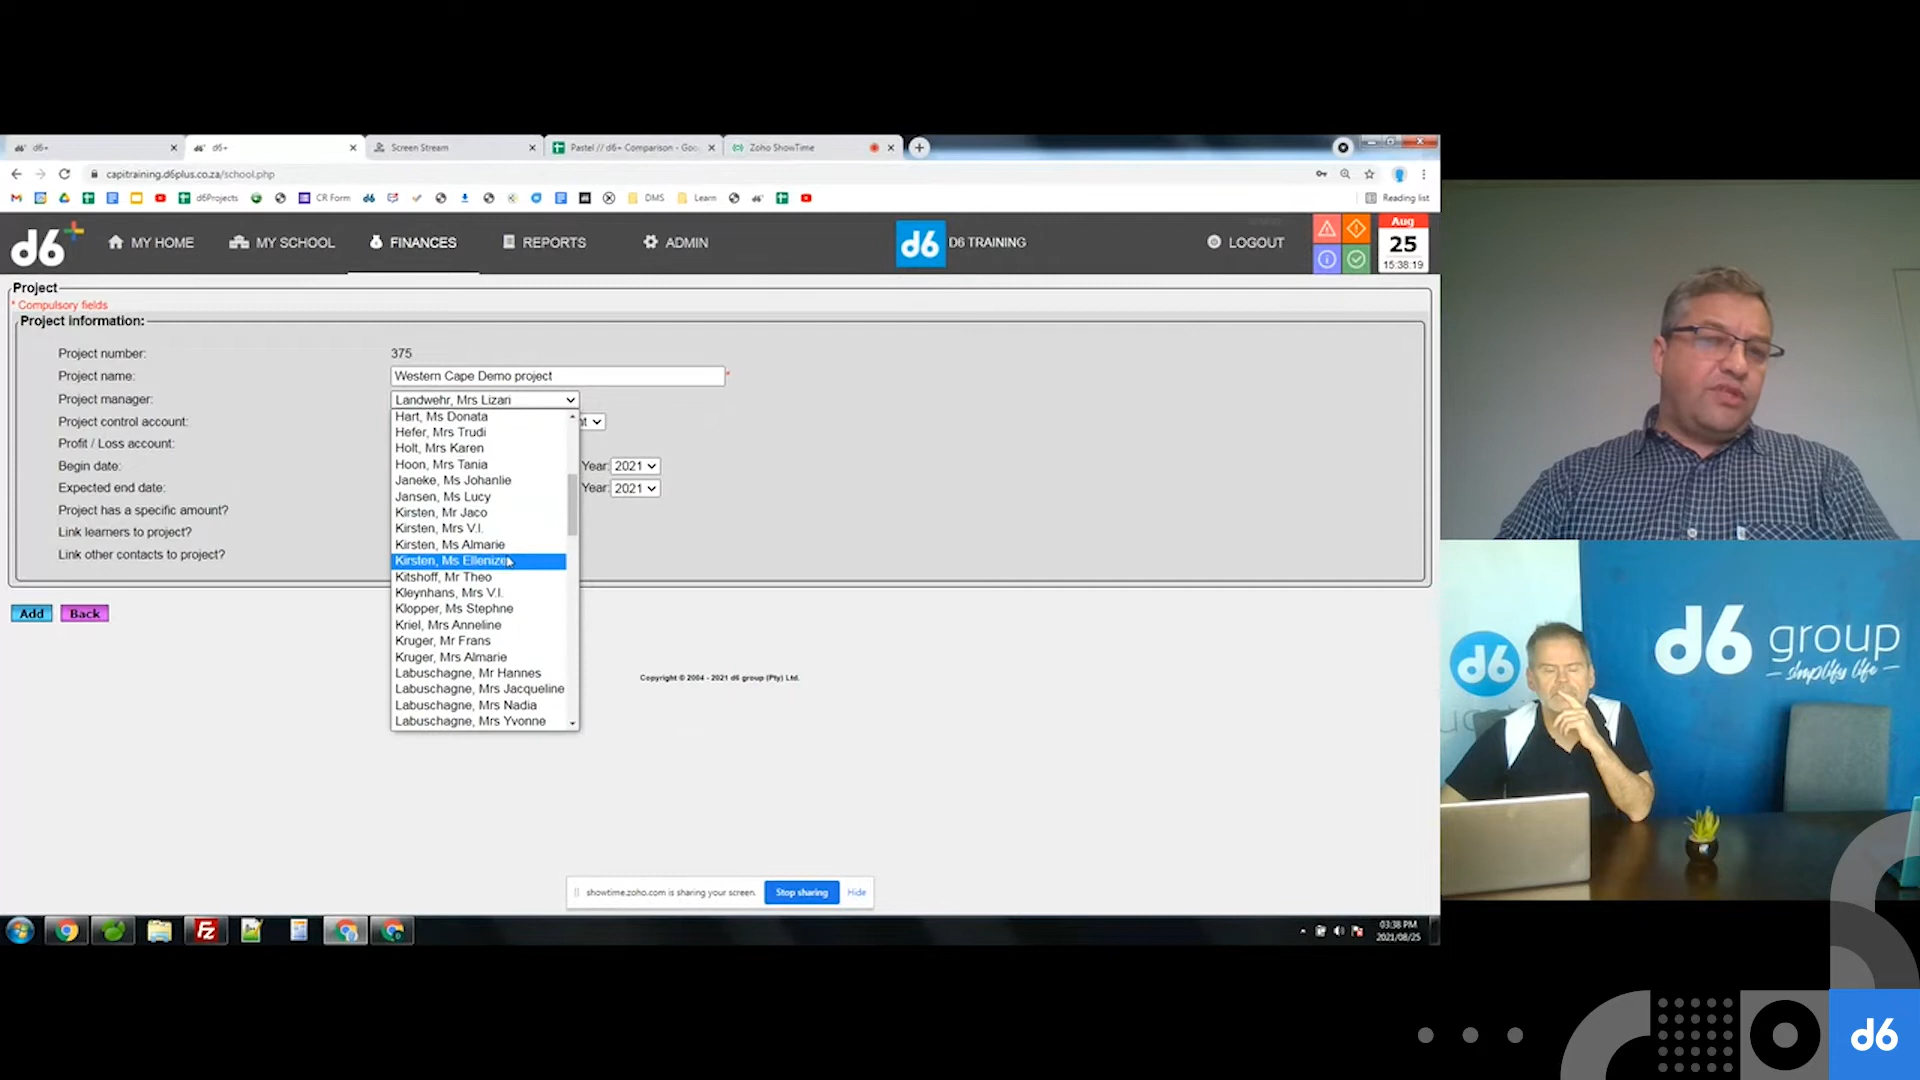 d6+
d6+
Screen Stream
Pastel // d6+ Comparison - Goo
Zoho ShowTime
capitraining.d6plus.co.za/school.php
d6Projects
CR Form
DMS
Learn
Reading list
d6
MY HOME
MY SCHOOL
FINANCES
REPORTS
ADMIN
d6
D6 TRAINING
LOGOUT
Aug
25
15:38:19
Project
* Compulsory fields
Project information:
Project number:
375
Project name:
Western Cape Demo project
*
Project manager:
Landwehr, Mrs Lizari
Project control account:
Profit / Loss account:
Begin date:
Year: 2021
Expected end date:
Year: 2021
Project has a specific amount?
Link learners to project?
Link other contacts to project?
Hart, Ms Donata
Hefer, Mrs Trudi
Holt, Mrs Karen
Hoon, Mrs Tania
Janeke, Ms Johanlie
Jansen, Ms Lucy
Kirsten, Mr Jaco
Kirsten, Mrs V.I.
Kirsten, Ms Almarie
Kirsten, Ms Ellenize
Kitshoff, Mr Theo
Kleynhans, Mrs V.I.
Klopper, Ms Stephne
Kriel, Mrs Anneline
Kruger, Mr Frans
Kruger, Mrs Almarie
Labuschagne, Mr Hannes
Labuschagne, Mrs Jacqueline
Labuschagne, Mrs Nadia
Labuschagne, Mrs Yvonne
Add
Back
Copyright © 2004 - 2021 d6 group (Pty) Ltd.
showtime.zoho.com is sharing your screen.
Stop sharing
Hide
03:38 PM
2021/08/25
d6
d6 group
simplify life
d6